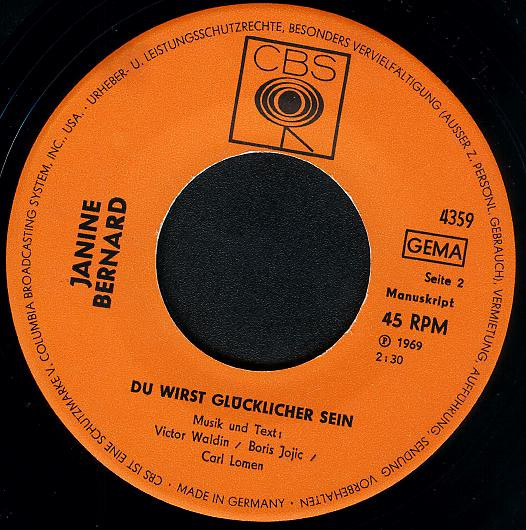 CBS
URHEBER- U. LEISTUNGSSCHUTZRECHTE, BESONDERS VERVIELFÄLTIGUNG (AUSSER Z. PERSÖNL. GEBRAUCH), VERMIETUNG, AUFFÜHRUNG, SENDUNG VORBEHALTEN · MADE IN GERMANY · CBS IST EINE SCHUTZMARKE V. COLUMBIA BROADCASTING SYSTEM, INC., USA. ·
JANINE
BERNARD
4359
GEMA
Seite 2
Manuskript
45 RPM
Ⓟ 1969
2:30
DU WIRST GLÜCKLICHER SEIN
Musik und Text:
Victor Waldin / Boris Jojic /
Carl Lomen